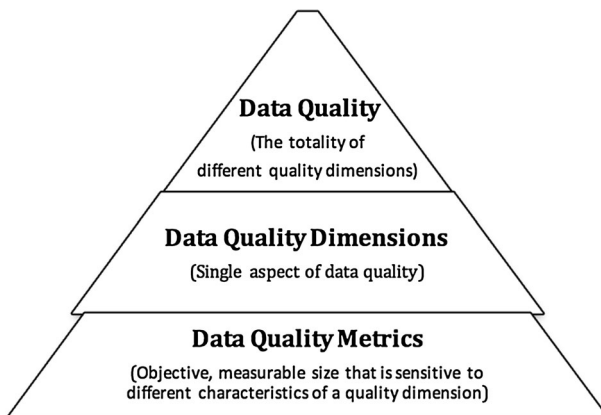 Data Quality
(The totality of
different quality dimensions)
Data Quality Dimensions
(Single aspect of data quality)
Data Quality Metrics
(Objective, measurable size that is sensitive to
different characteristics of a quality dimension)